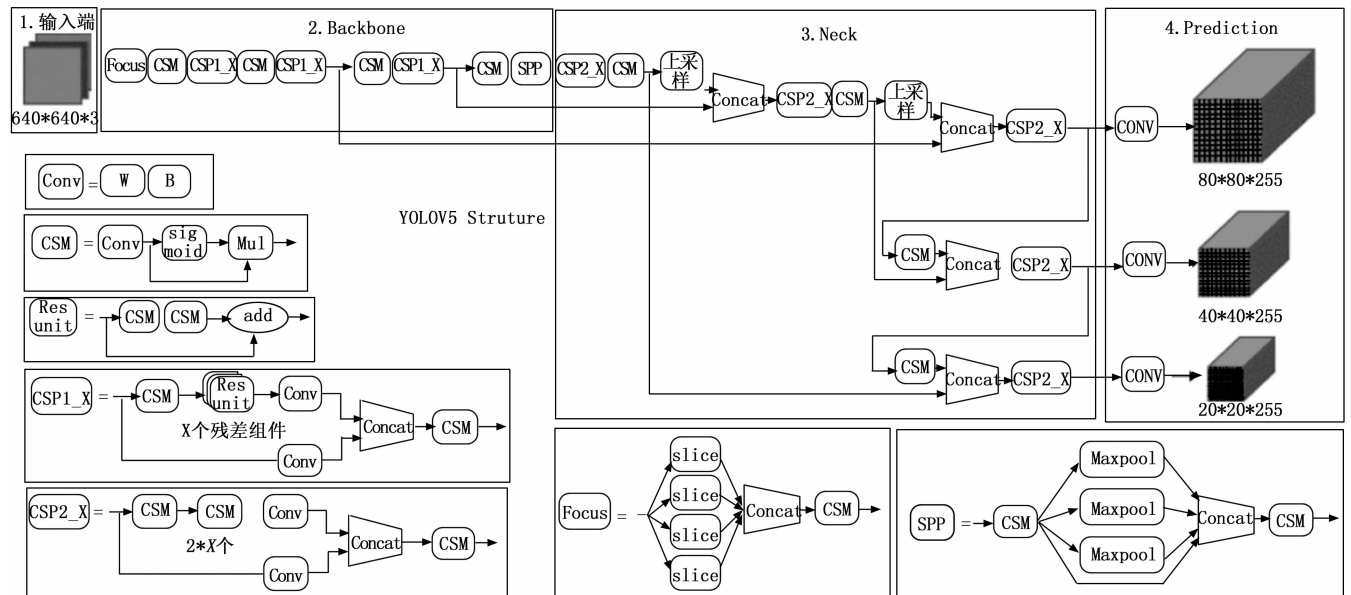 1.输入端
640*640*3
2.Backbone
Focus CSM CSP1_X CSM CSP1_X CSM CSP1_X CSM SPP
3.Neck
CSP2_X CSM 上采样 Concat CSP2_X CSM 上采样 Concat CSP2_X
CSM Concat CSP2_X
CSM Concat CSP2_X
4.Prediction
CONV
80*80*255
CONV
40*40*255
CONV
20*20*255
YOLOV5 Struture
Conv = W B
CSM = Conv sig moid Mul
Res unit = CSM CSM add
CSP1_X = CSM Res unit Conv Concat CSM
X个残差组件
Conv
CSP2_X = CSM CSM Conv Concat CSM
2*X个
Conv
Focus = slice slice slice slice Concat CSM
SPP = CSM Maxpool Maxpool Maxpool Concat CSM